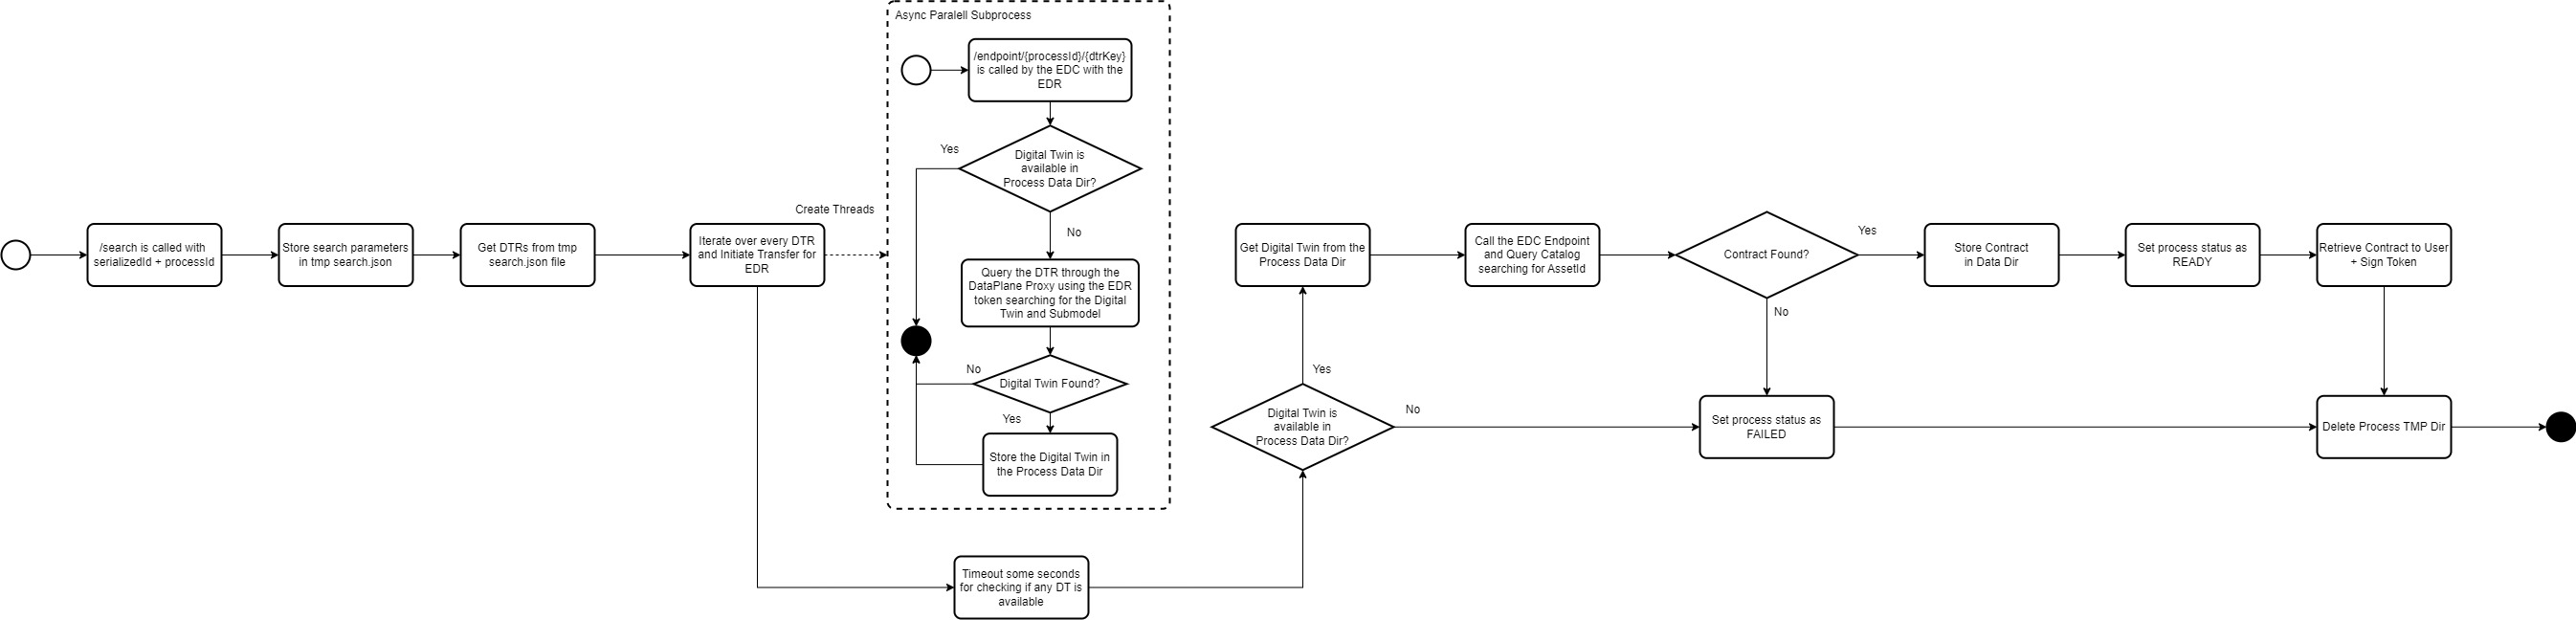 Async Paralell Subprocess
/endpoint/{processId}/{dtrKey}
is called by the EDC with the
EDR
Yes
Digital Twin is
available in
Process Data Dir?
No
Query the DTR through the
DataPlane Proxy using the EDR
token searching for the Digital
Twin and Submodel
No
Digital Twin Found?
Yes
Store the Digital Twin in
the Process Data Dir
/search is called with
serializedId + processId
Store search parameters
in tmp search.json
Get DTRs from tmp
search.json file
Iterate over every DTR
and Initiate Transfer for
EDR
Create Threads
Timeout some seconds
for checking if any DT is
available
Digital Twin is
available in
Process Data Dir?
Yes
No
Get Digital Twin from the
Process Data Dir
Call the EDC Endpoint
and Query Catalog
searching for AssetId
Contract Found?
Yes
No
Store Contract
in Data Dir
Set process status as
READY
Retrieve Contract to User
+ Sign Token
Set process status as
FAILED
Delete Process TMP Dir